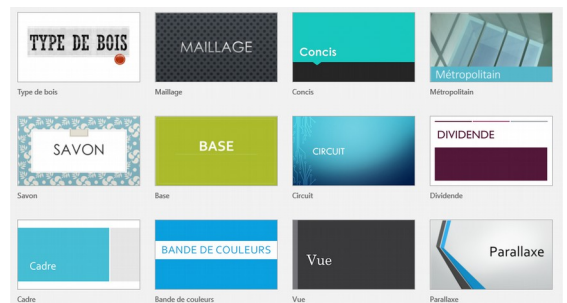 TYPE DE BOIS
MAILLAGE
Concis
Métropolitain
Type de bois
Maillage
Concis
Métropolitain
SAVON
BASE
CIRCUIT
DIVIDENDE
Savon
Base
Circuit
Dividende
Cadre
BANDE DE COULEURS
Vue
Parallaxe
Cadre
Bande de couleurs
Vue
Parallaxe